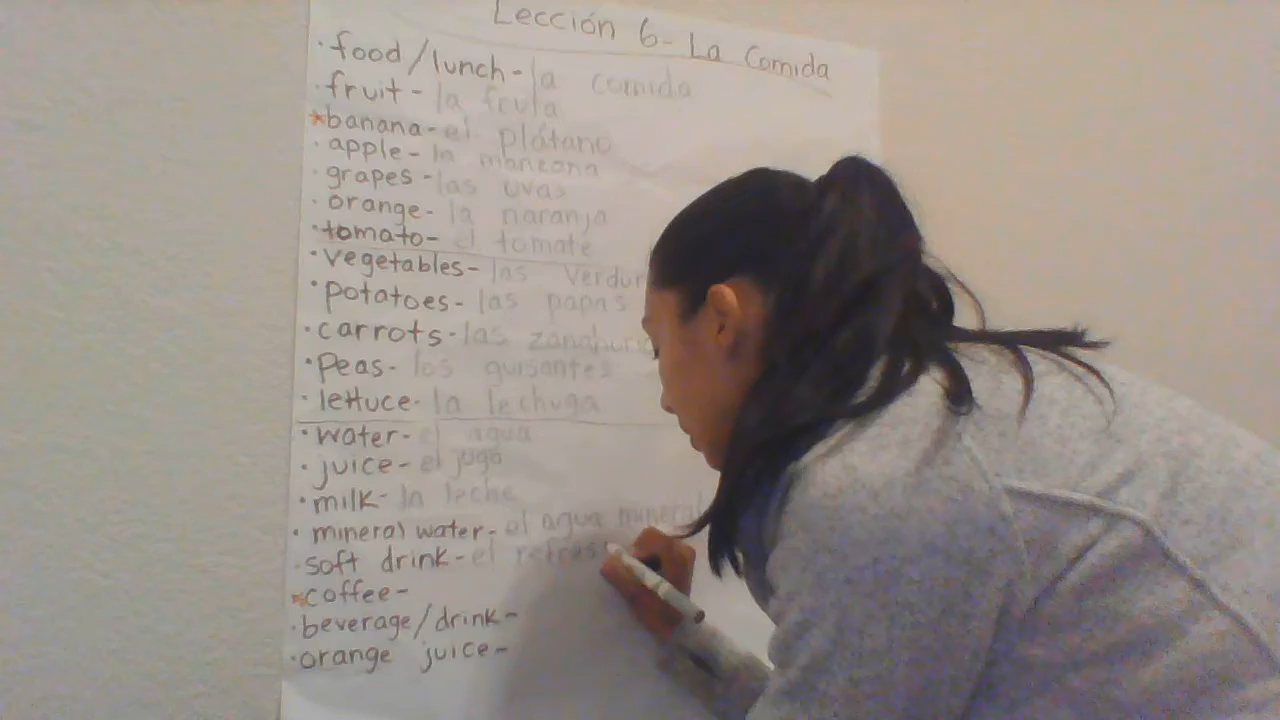 Lección 6- La Comida
·food/lunch- la comida
·fruit- la fruta
*banana- el plátano
·apple- la manzana
·grapes- las uvas
·orange- la naranja
·tomato- el tomate
·vegetables- las
·potatoes- las papas
·carrots- las
·Peas- los guisantes
·lettuce- la lechuga
·water- el agua
·juice- el jugo
·milk- la leche
·mineral water- el agua mineral
·soft drink- el
*coffee-
·beverage/drink-
·orange juice-